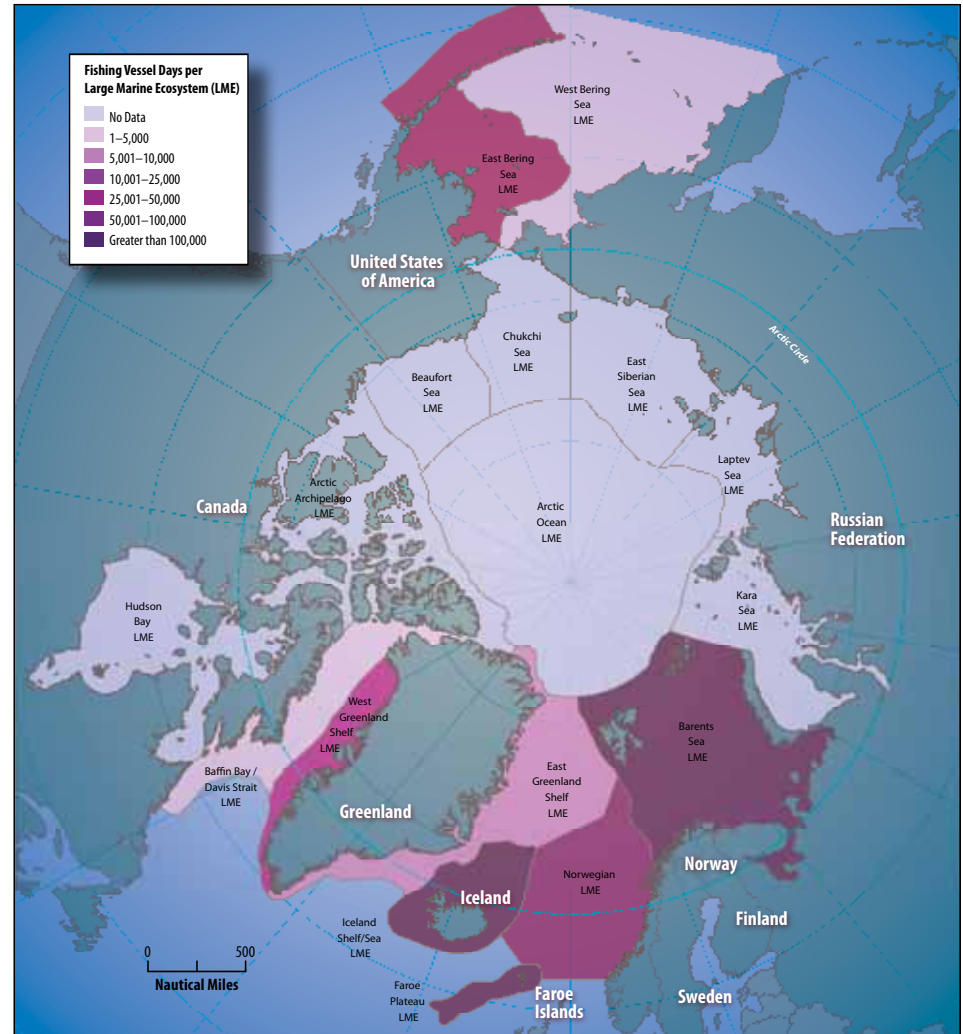 Fishing Vessel Days per
Large Marine Ecosystem (LME)
No Data
1–5,000
5,001–10,000
10,001–25,000
25,001–50,000
50,001–100,000
Greater than 100,000
West Bering
Sea
LME
East Bering
Sea
LME
United States
of America
Arctic Circle
Chukchi
Sea
LME
Beaufort
Sea
LME
East
Siberian
Sea
LME
Laptev
Sea
LME
Arctic
Archipelago
LME
Canada
Arctic
Ocean
LME
Russian
Federation
Hudson
Bay
LME
Kara
Sea
LME
West
Greenland
Shelf
LME
Barents
Sea
LME
Baffin Bay /
Davis Strait
LME
East
Greenland
Shelf
LME
Greenland
Norway
Norwegian
LME
Iceland
Finland
Iceland
Shelf/Sea
LME
0 500
Nautical Miles
Faroe
Plateau
LME
Faroe
Islands
Sweden